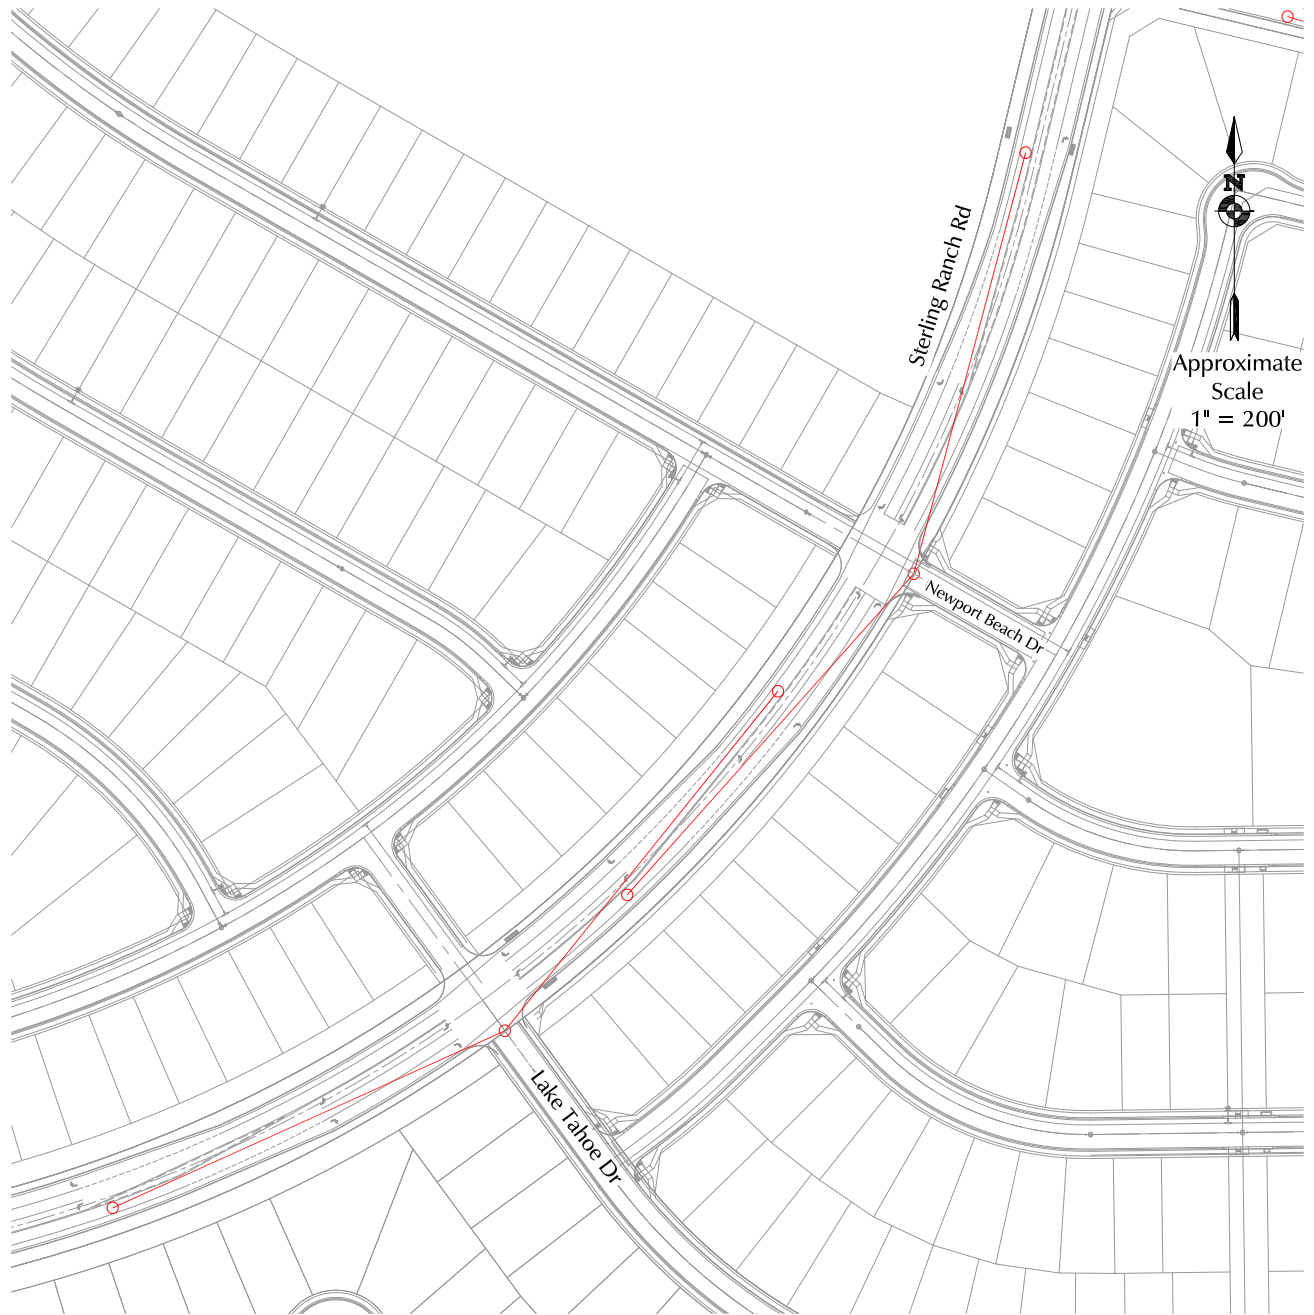 N
Sterling Ranch Rd
Approximate
Scale
1" = 200'
Newport Beach Dr
Lake Tahoe Dr